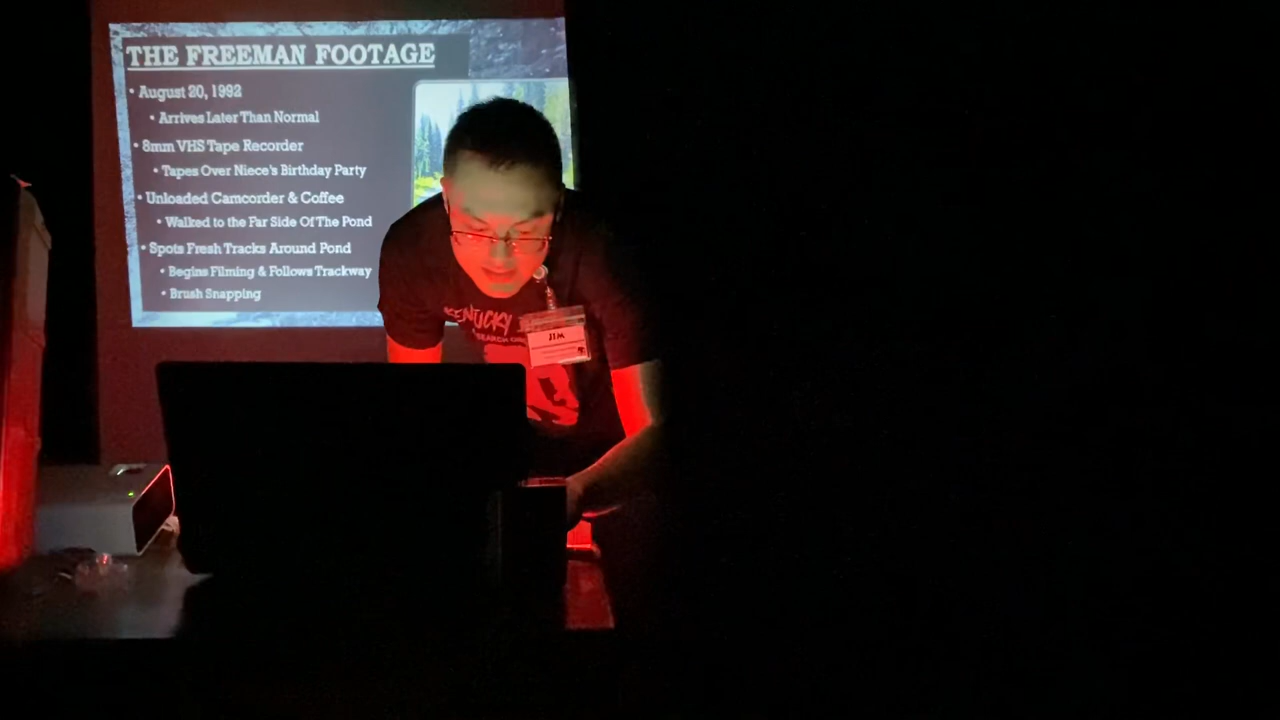 THE FREEMAN FOOTAGE
• August 20, 1992
• Arrives Later Than Normal
• 8mm VHS Tape Recorder
• Tapes Over Niece's Birthday Party
• Unloaded Camcorder & Coffee
• Walked to the Far Side Of The Pond
• Spots Fresh Tracks Around Pond
• Begins Filming & Follows Trackway
• Brush Snapping
KENTUCKY
JIM